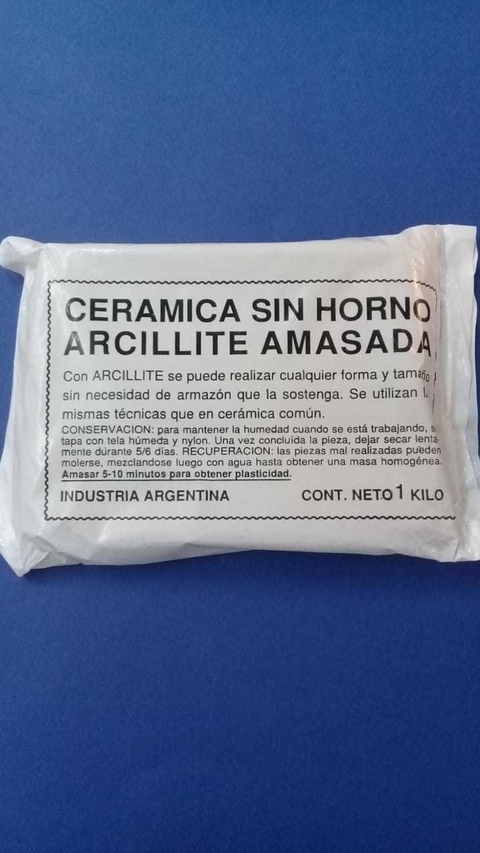 CERAMICA SIN HORNO
ARCILLITE AMASADA
Con ARCILLITE se puede realizar cualquier forma y tamaño
sin necesidad de armazón que la sostenga. Se utilizan
mismas técnicas que en cerámica común.
CONSERVACION: para mantener la humedad cuando se está trabajando,
tapa con tela húmeda y nylon. Una vez concluída la pieza, dejar secar lenta
mente durante 5/6 días. RECUPERACION: las piezas mal realizadas pueden
molerse, mezclandose luego con agua hasta obtener una masa homogénea.
Amasar 5-10 minutos para obtener plasticidad.
INDUSTRIA ARGENTINA CONT. NETO 1 KILO